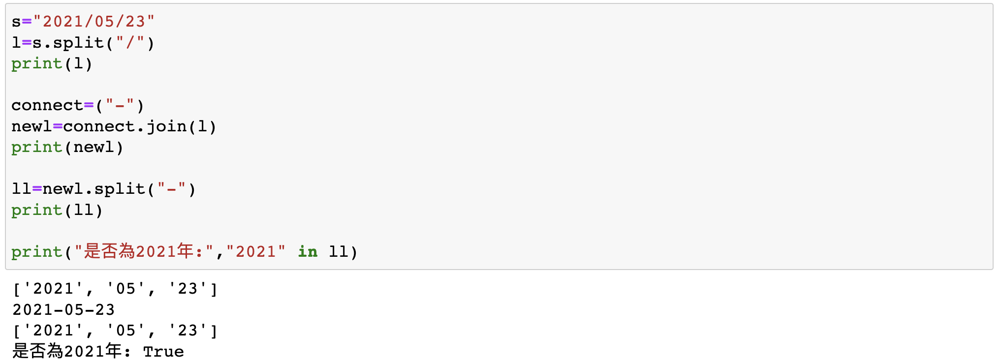 s="2021/05/23"
l=s.split("/")
print(l)
connect=("-")
newl=connect.join(l)
print(newl)
ll=newl.split("-")
print(ll)
print("是否為2021年:","2021" in ll)
['2021', '05', '23']
2021-05-23
['2021', '05', '23']
是否為2021年: True